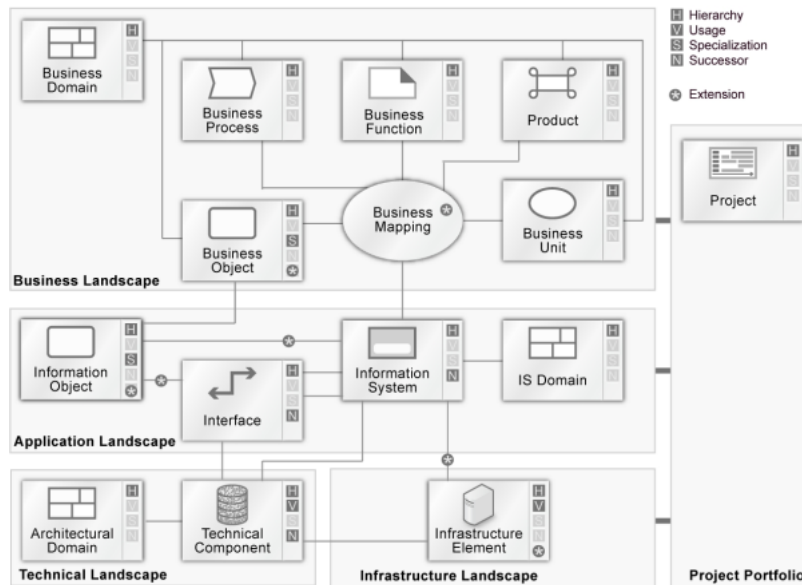 H Hierarchy
V Usage
S Specialization
N Successor
Extension
Business
Domain
H
V
S
N
Business
Process
H
V
S
N
Business
Function
H
V
S
N
Product
H
V
S
N
Project
H
V
S
N
Business
Object
H
V
S
N
Business
Mapping
Business
Unit
H
V
S
N
Business Landscape
Information
Object
H
V
S
N
Interface
H
V
S
N
Information
System
H
V
S
N
IS Domain
H
V
S
N
Application Landscape
Architectural
Domain
H
V
S
N
Technical
Component
H
V
S
N
Infrastructure
Element
H
V
S
N
Technical Landscape
Infrastructure Landscape
Project Portfolio